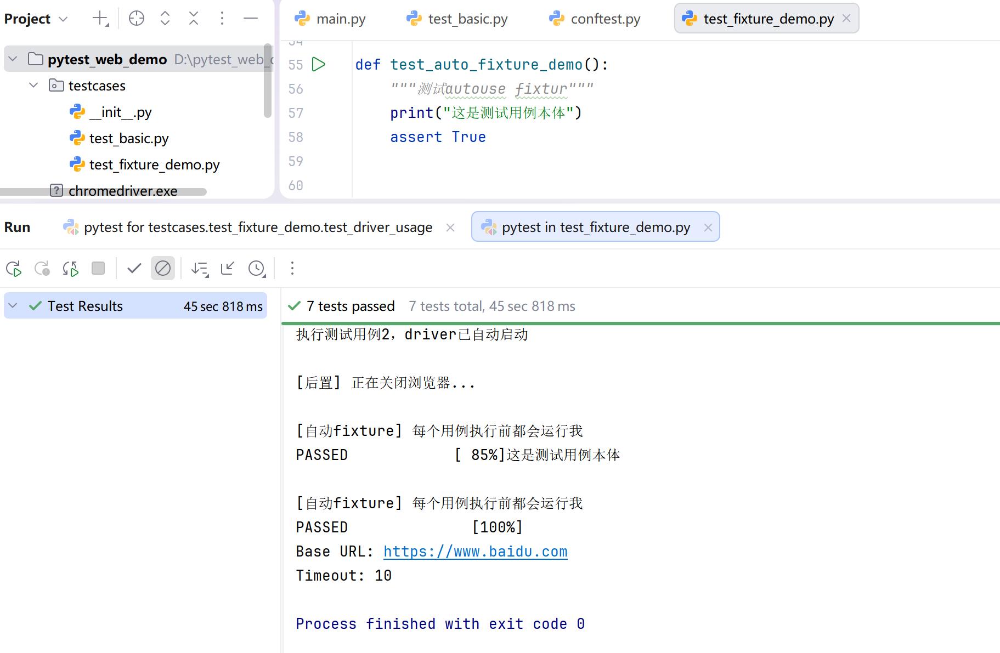 Project
main.py
test_basic.py
conftest.py
test_fixture_demo.py
pytest_web_demo D:\pytest_web_
testcases
__init__.py
test_basic.py
test_fixture_demo.py
chromedriver.exe
54
55 def test_auto_fixture_demo():
56 """测试autouse fixtur"""
57 print("这是测试用例本体")
58 assert True
59
60
Run
pytest for testcases.test_fixture_demo.test_driver_usage
pytest in test_fixture_demo.py
Test Results 45 sec 818 ms
7 tests passed 7 tests total, 45 sec 818 ms
执行测试用例2，driver已自动启动
[后置] 正在关闭浏览器...
[自动fixture] 每个用例执行前都会运行我
PASSED [ 85%]这是测试用例本体
[自动fixture] 每个用例执行前都会运行我
PASSED [100%]
Base URL: https://www.baidu.com
Timeout: 10
Process finished with exit code 0